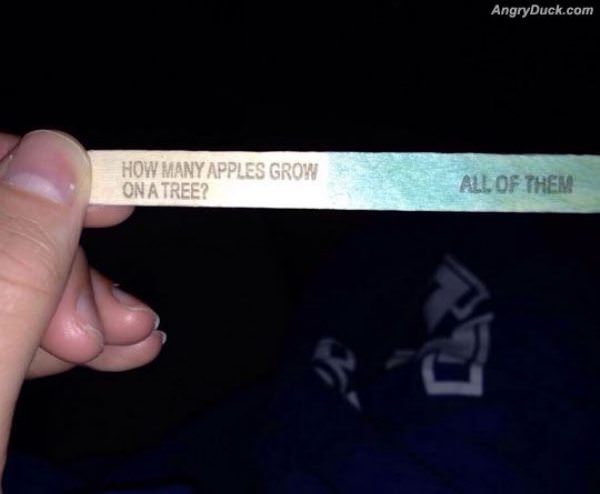 AngryDuck.com
HOW MANY APPLES GROW
ON A TREE?
ALL OF THEM